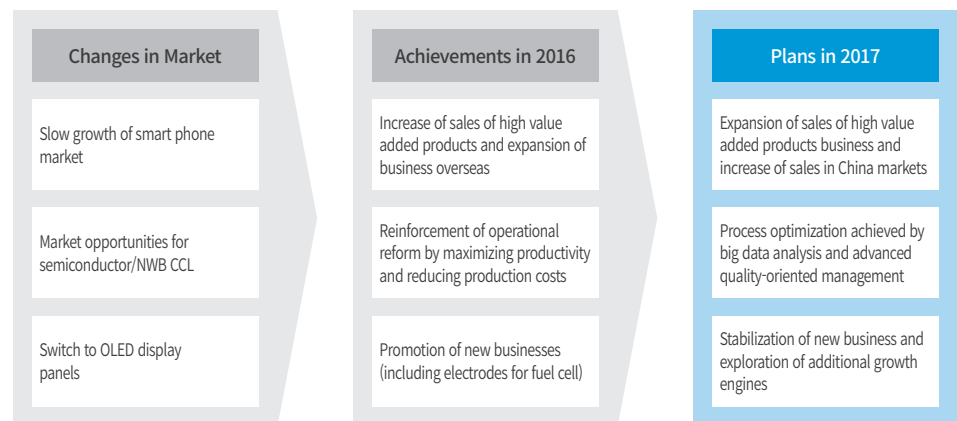 Changes in Market
Slow growth of smart phone
market
Market opportunities for
semiconductor/NWB CCL
Switch to OLED display
panels
Achievements in 2016
Increase of sales of high value
added products and expansion of
business overseas
Reinforcement of operational
reform by maximizing productivity
and reducing production costs
Promotion of new businesses
(including electrodes for fuel cell)
Plans in 2017
Expansion of sales of high value
added products business and
increase of sales in China markets
Process optimization achieved by
big data analysis and advanced
quality-oriented management
Stabilization of new business and
exploration of additional growth
engines